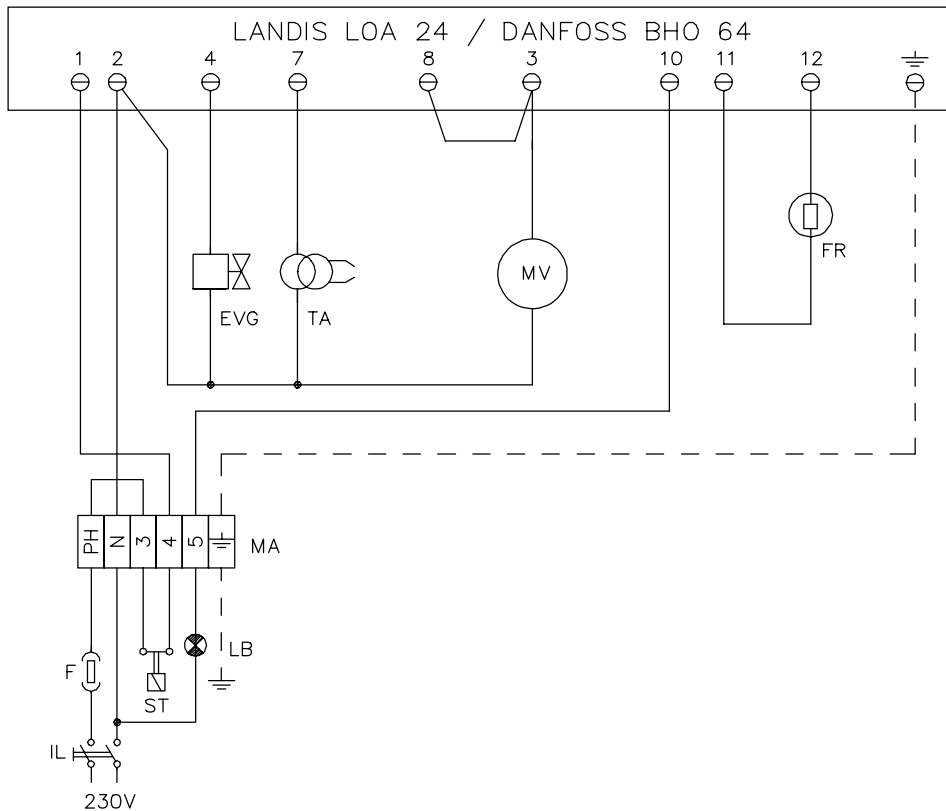 LANDIS LOA 24 / DANFOSS BHO 64
1 2 4 7 8 3 10 11 12
EVG TA MV FR
PH N 3 4 5 MA
F ST LB
IL
230V